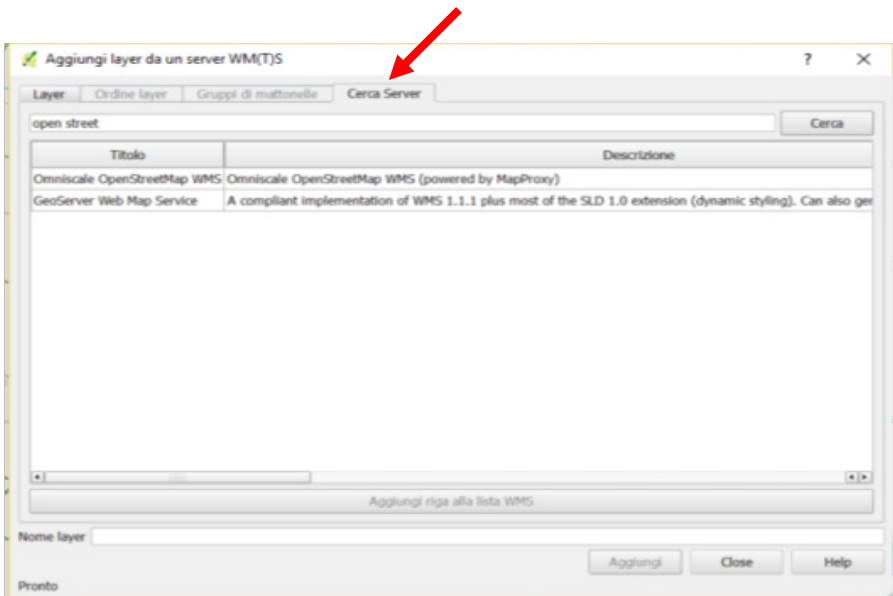 Aggiungi layer da un server WM(T)S ?
Layer Ordine layer Gruppi di mattonelle Cerca Server
open street Cerca
Titolo Descrizione
Omniscale OpenStreetMap WMS Omniscale OpenStreetMap WMS (powered by MapProxy)
GeoServer Web Map Service A compliant implementation of WMS 1.1.1 plus most of the SLD 1.0 extension (dynamic styling). Can also ger
Aggiungi riga alla lista WMS
Nome layer
Aggiungi Close Help
Pronto